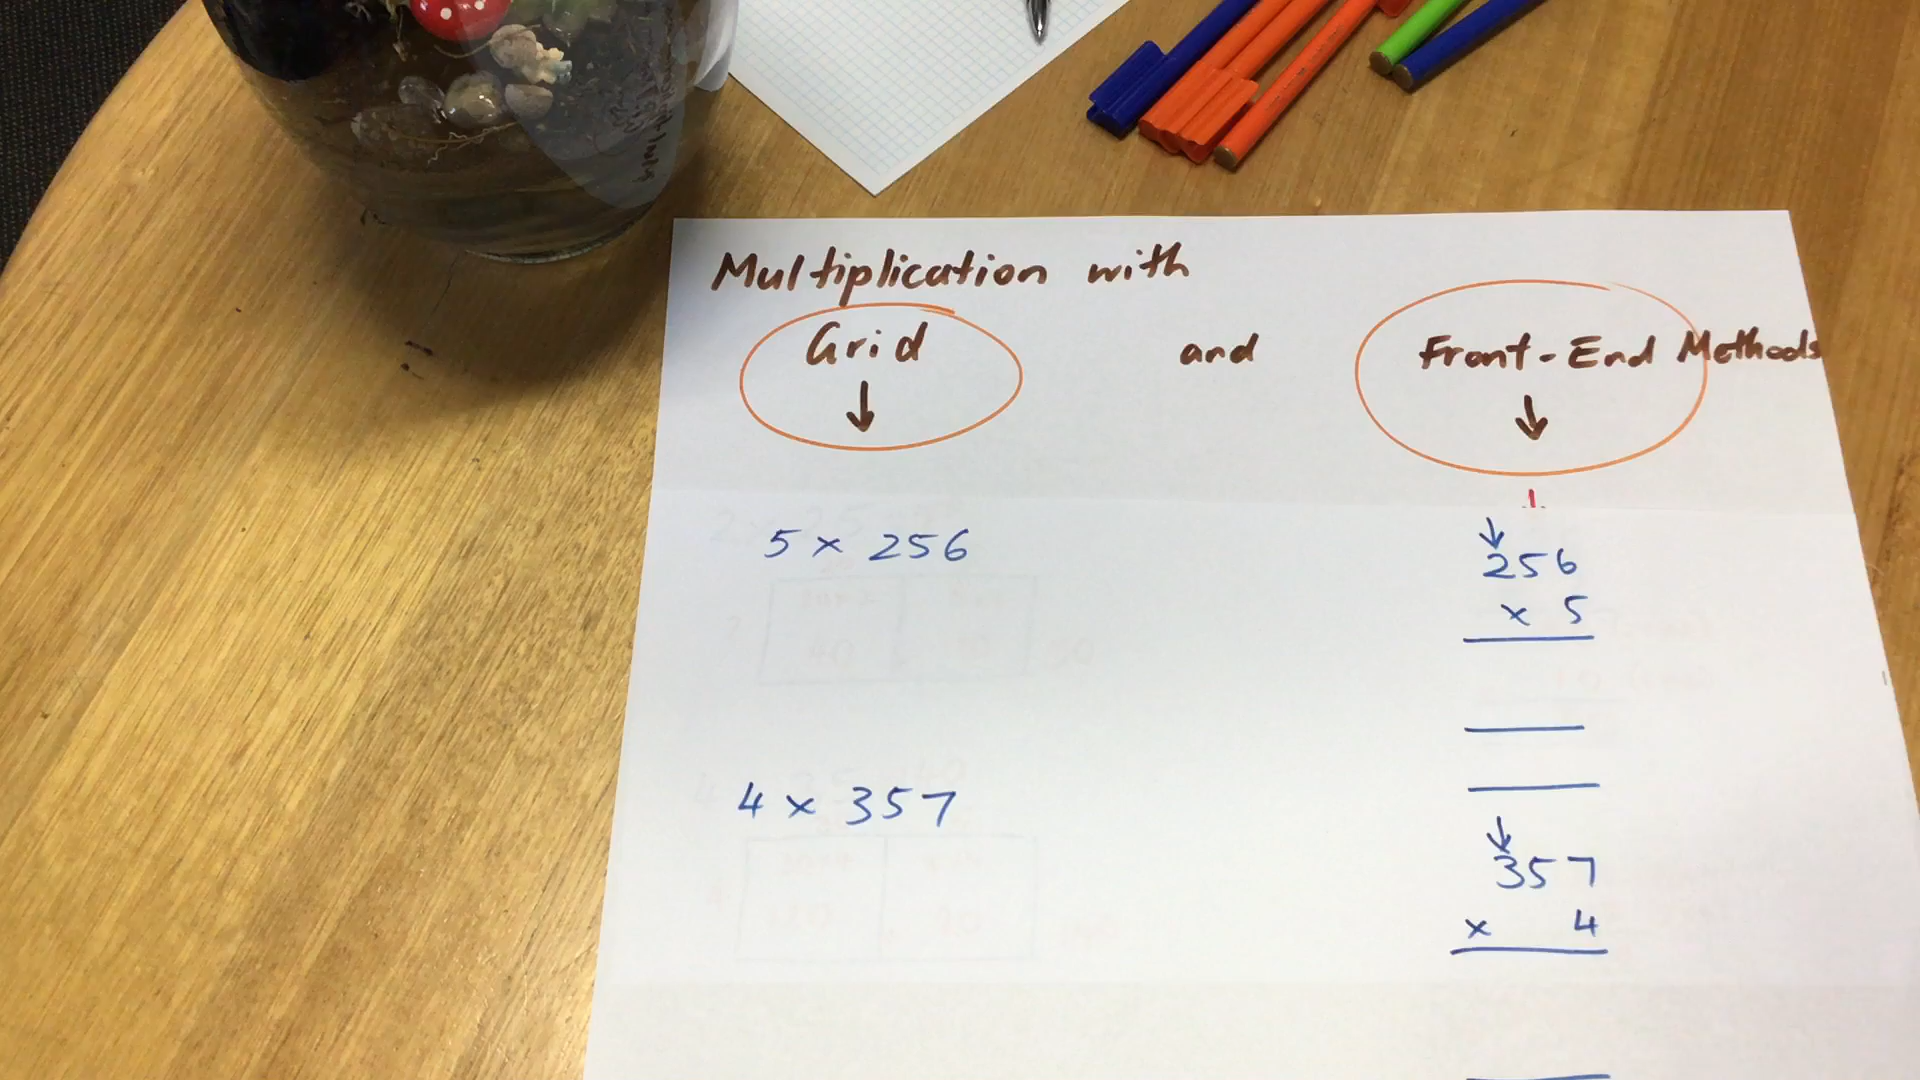 Multiplication with
Grid and Front-End Methods
5 x 256
256
x 5
4 x 357
357
x 4